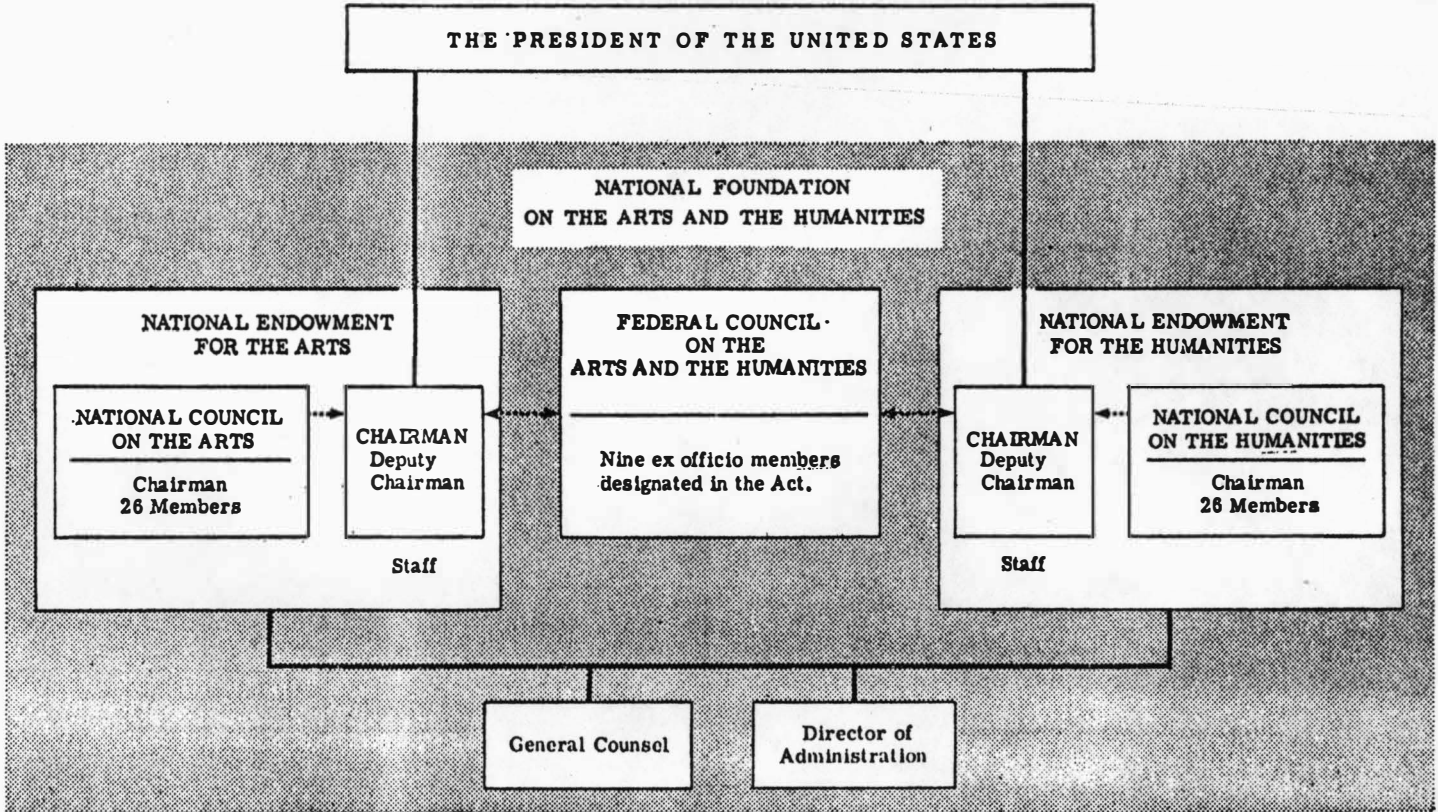 THE PRESIDENT OF THE UNITED STATES
NATIONAL FOUNDATION
ON THE ARTS AND THE HUMANITIES
NATIONAL ENDOWMENT
FOR THE ARTS
NATIONAL COUNCIL
ON THE ARTS
Chairman
26 Members
CHAIRMAN
Deputy
Chairman
Staff
FEDERAL COUNCIL
ON THE
ARTS AND THE HUMANITIES
Nine ex officio members
designated in the Act.
NATIONAL ENDOWMENT
FOR THE HUMANITIES
CHAIRMAN
Deputy
Chairman
Staff
NATIONAL COUNCIL
ON THE HUMANITIES
Chairman
26 Members
General Counsel
Director of
Administration